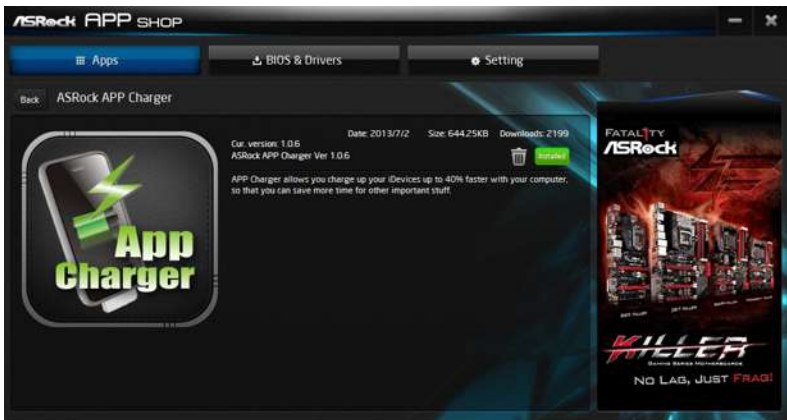 ASRock APP SHOP
Apps
BIOS & Drivers
Setting
Back
ASRock APP Charger
Date: 2013/7/2 Size: 644.25KB Downloads: 2199
Cur. version: 1.0.6
ASRock APP Charger Ver 1.0.6
Installed
APP Charger allows you charge up your iDevices up to 40% faster with your computer,
so that you can save more time for other important stuff.
App
Charger
FATAL1TY
ASRock
KILLER
GAMING SERIES MOTHERBOARDS
NO LAG, JUST FRAG!